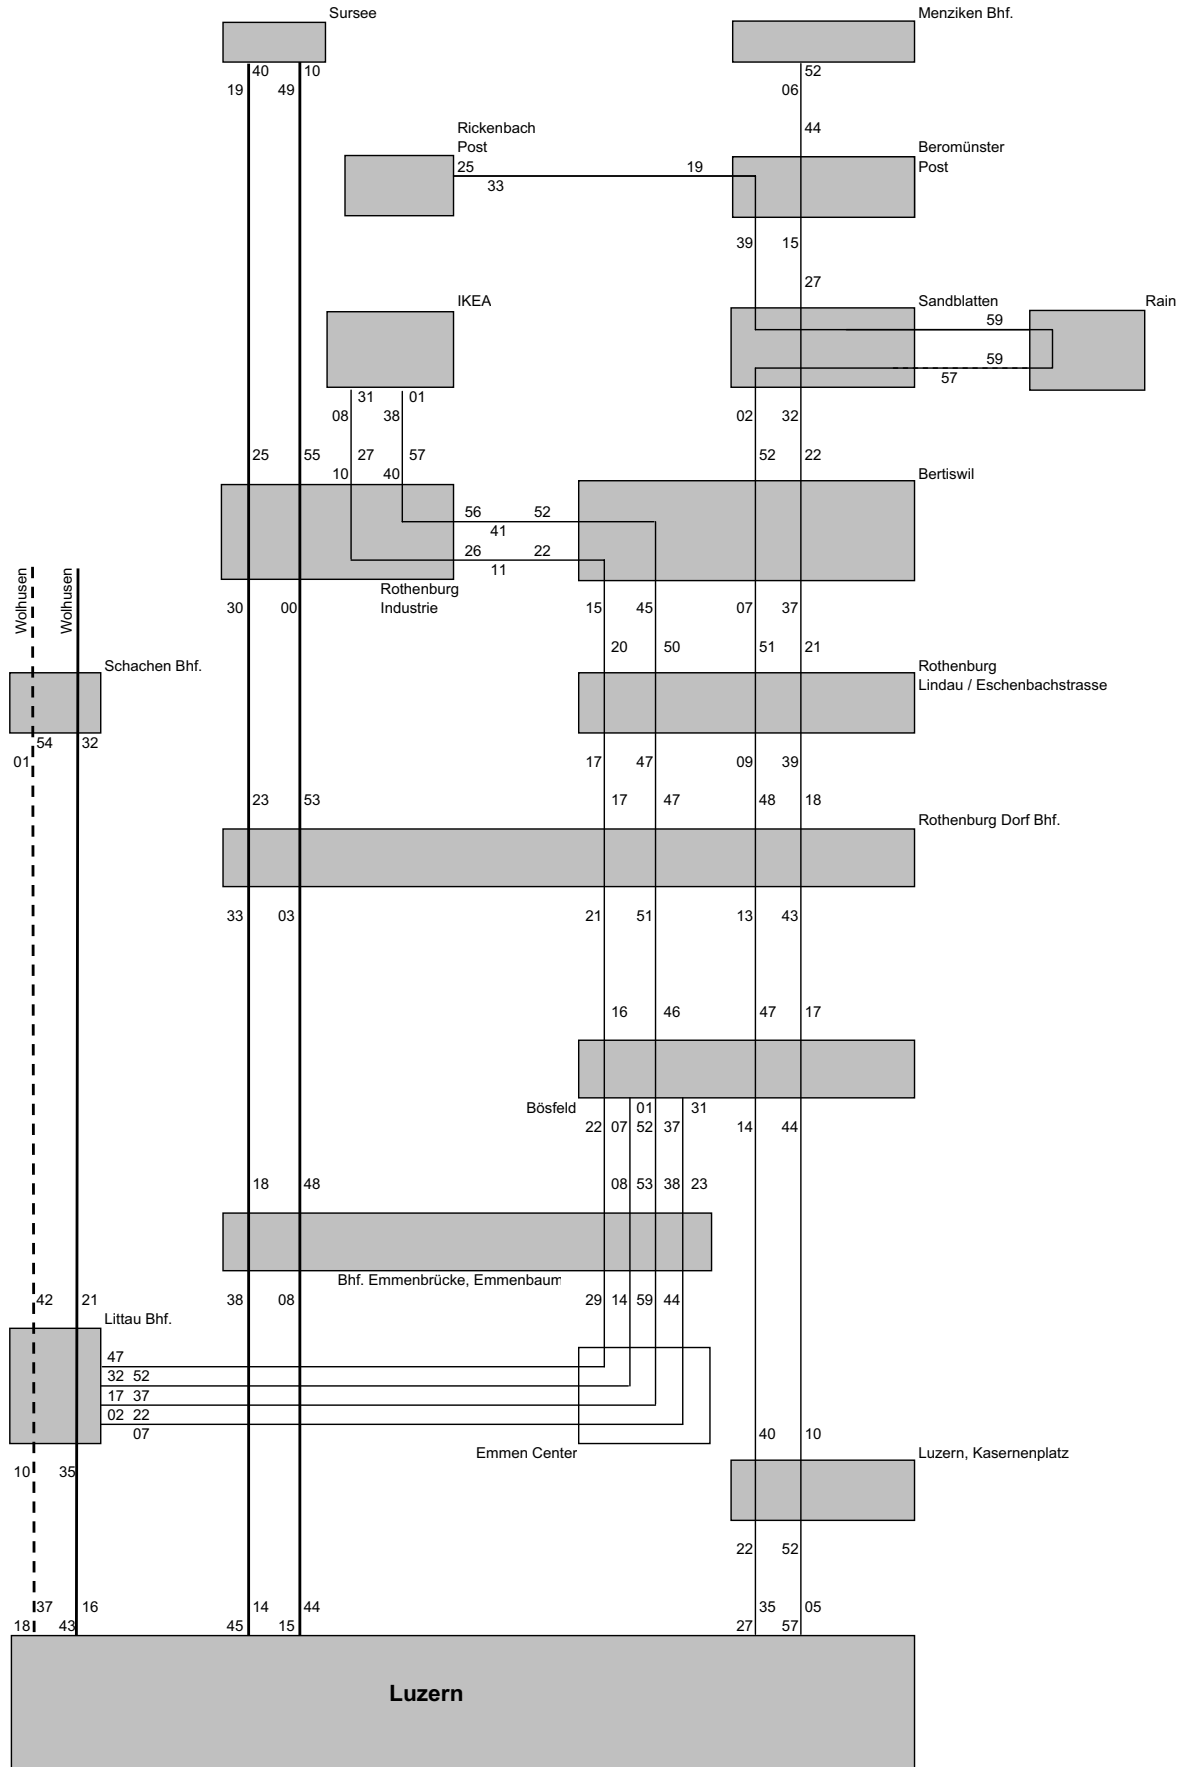 Sursee
Menziken Bhf.
40 10 52
19 49 06
Rickenbach
Post
44
Beromünster
Post
25 19
33
39 15
27
IKEA
Sandblatten
Rain
59
59
57
31 01
08 38
02 32
25 55 27 57 52 22
10 40
Bertiswil
56 52
41
26 22
11
Rothenburg
Industrie
Wolhusen
Wolhusen
30 00 15 45 07 37
20 50 51 21
Schachen Bhf.
Rothenburg
Lindau / Eschenbachstrasse
54 32
01
17 47 09 39
23 53 17 47 48 18
Rothenburg Dorf Bhf.
33 03 21 51 13 43
16 46 47 17
Bösfeld
01 31
22 07 52 37 14 44
18 48 08 53 38 23
Bhf. Emmenbrücke, Emmenbaum
42 21 38 08 29 14 59 44
Littau Bhf.
47
32 52
17 37
02 22
07
40 10
Emmen Center
Luzern, Kasernenplatz
10 35
22 52
37 16 14 44 35 05
18 43 45 15 27 57
Luzern